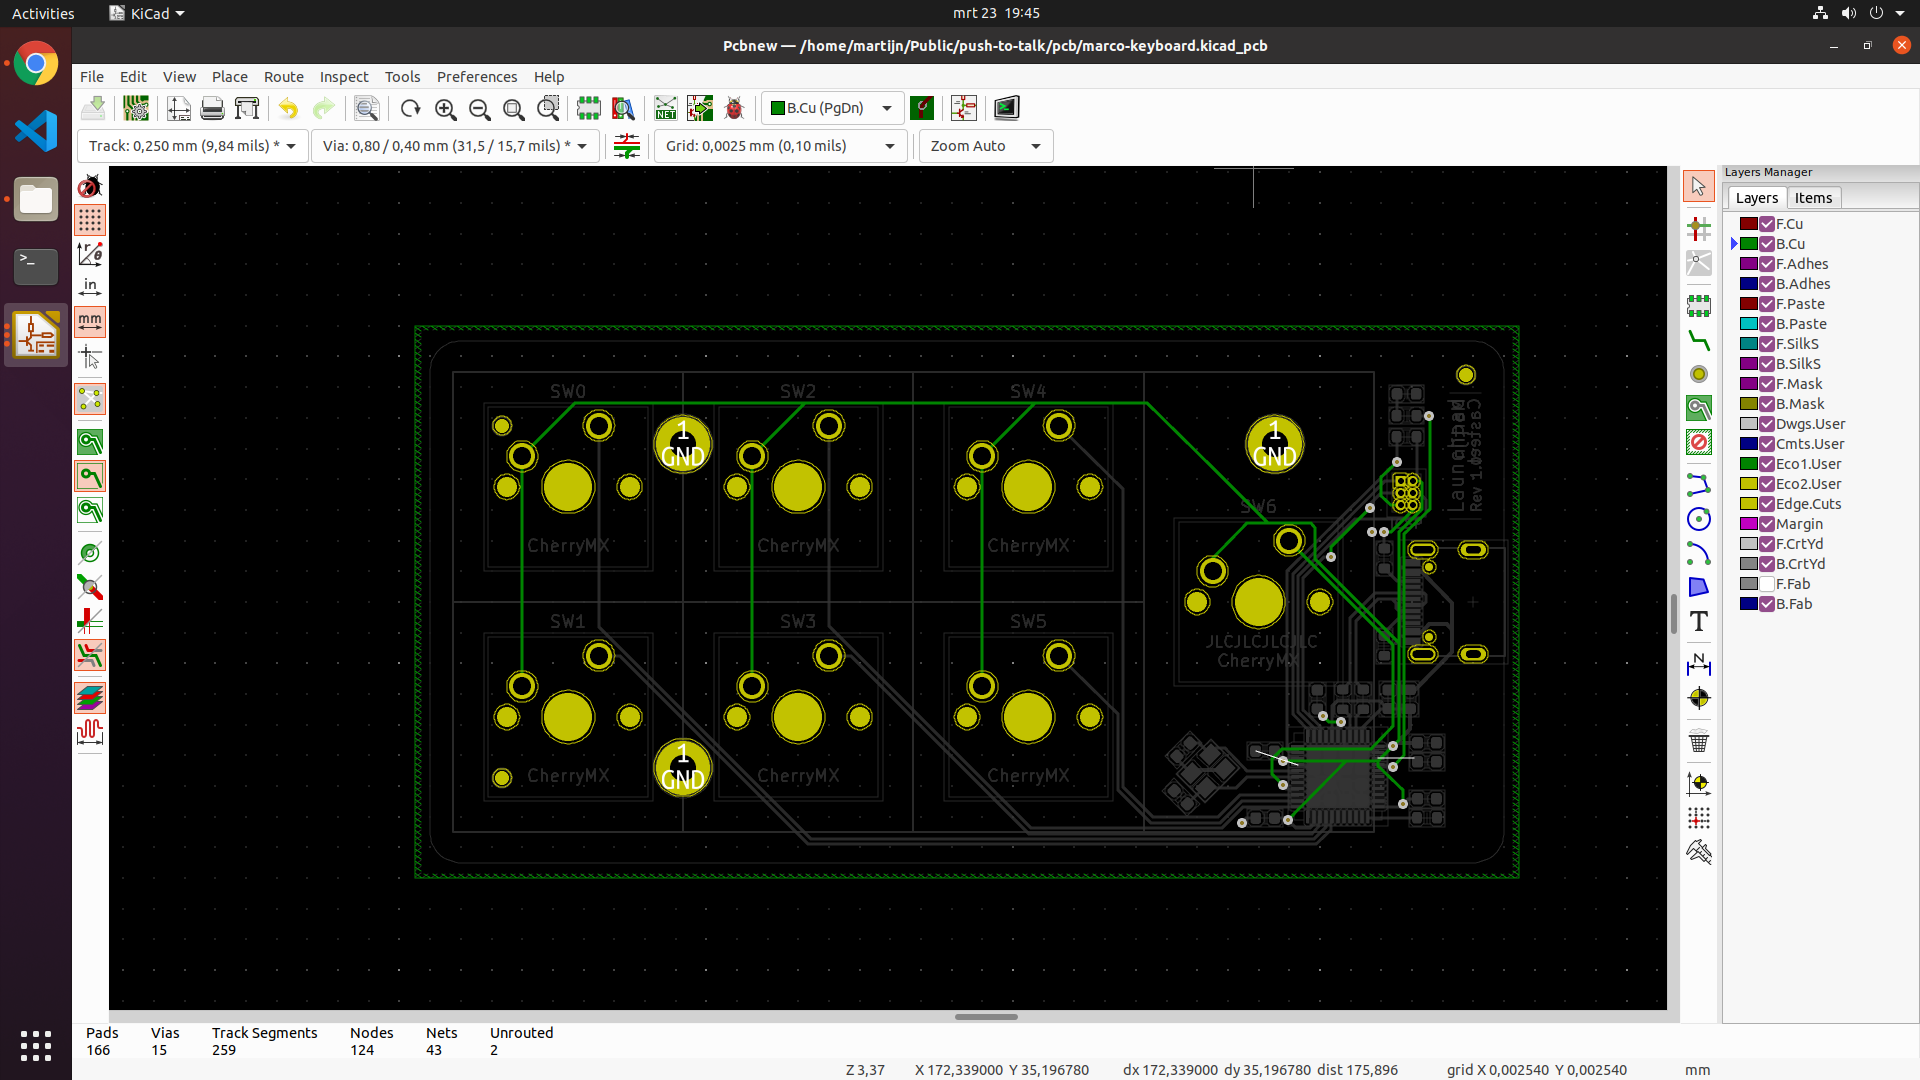 Activities KiCad mrt 23 19:45
Pcbnew — /home/martijn/Public/push-to-talk/pcb/marco-keyboard.kicad_pcb
File Edit View Place Route Inspect Tools Preferences Help
NET B.Cu (PgDn)
Track: 0,250 mm (9,84 mils) * Via: 0,80 / 0,40 mm (31,5 / 15,7 mils) * Grid: 0,0025 mm (0,10 mils) Zoom Auto
Layers Manager
Layers Items
F.Cu
B.Cu
F.Adhes
B.Adhes
F.Paste
B.Paste
F.SilkS
B.SilkS
F.Mask
B.Mask
Dwgs.User
Cmts.User
Eco1.User
Eco2.User
Edge.Cuts
Margin
F.CrtYd
B.CrtYd
F.Fab
B.Fab
in
mm
T
N
SW0 SW2 SW4
1 GND
1 GND
SW6
CherryMX CherryMX CherryMX
SW1 SW3 SW5
JLCJLCJLCJLC
CherryMX
1 GND
CherryMX CherryMX CherryMX
Launchpad
Rev 1.0
Pads Vias Track Segments Nodes Nets Unrouted
166 15 259 124 43 2
Z 3,37 X 172,339000 Y 35,196780 dx 172,339000 dy 35,196780 dist 175,896 grid X 0,002540 Y 0,002540 mm